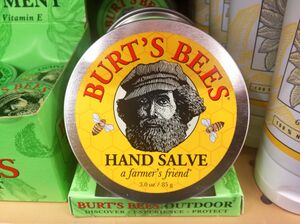 MENT
Vitamin E
BURT'S BEES
HAND SALVE
a farmer's friend
3.0 oz / 85 g
BURT'S BEES OUTDOOR
DISCOVER • EXPERIENCE • PROTECT